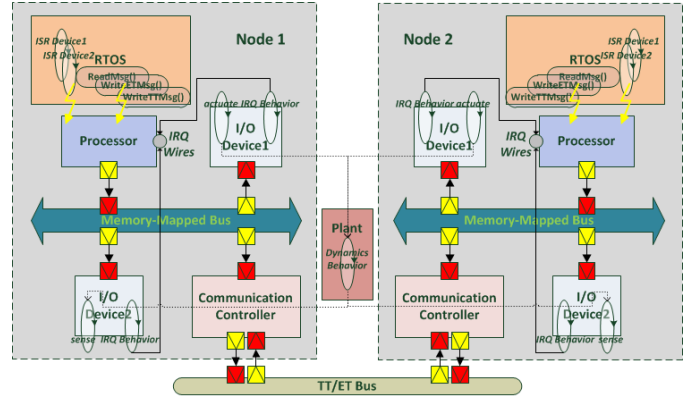 ISR Device1
ISR Device2
RTOS
ReadMsg()
WriteETMsg()
WriteTTMsg()
Node 1
Processor
IRQ
Wires
actuate
IRQ Behavior
I/O
Device1
Memory-Mapped Bus
I/O
Device2
sense
IRQ Behavior
Communication
Controller
Plant
Dynamics
Behavior
Node 2
ISR Device1
ISR Device2
RTOS
ReadMsg()
WriteETMsg()
WriteTTMsg()
IRQ Behavior
actuate
I/O
Device1
IRQ
Wires
Processor
Memory-Mapped Bus
Communication
Controller
I/O
Device2
IRQ Behavior
sense
TT/ET Bus